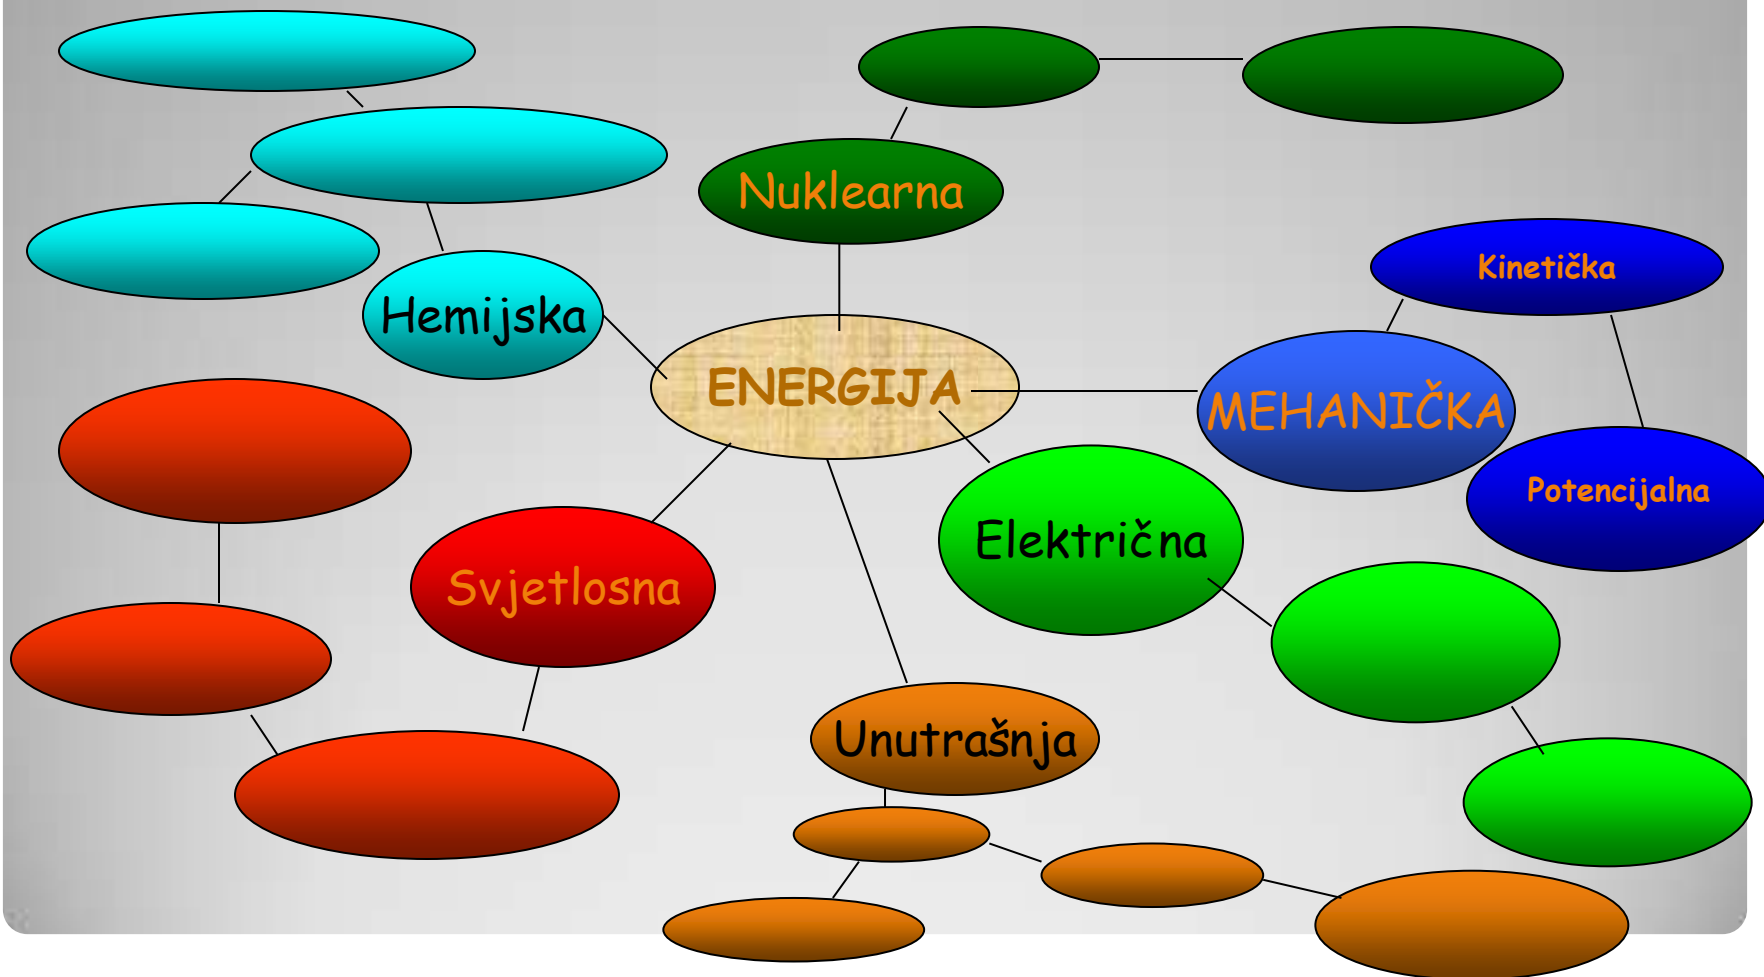 Nuklearna
Kinetička
Hemijska
ENERGIJA
MEHANIČKA
Potencijalna
Električna
Svjetlosna
Unutrašnja